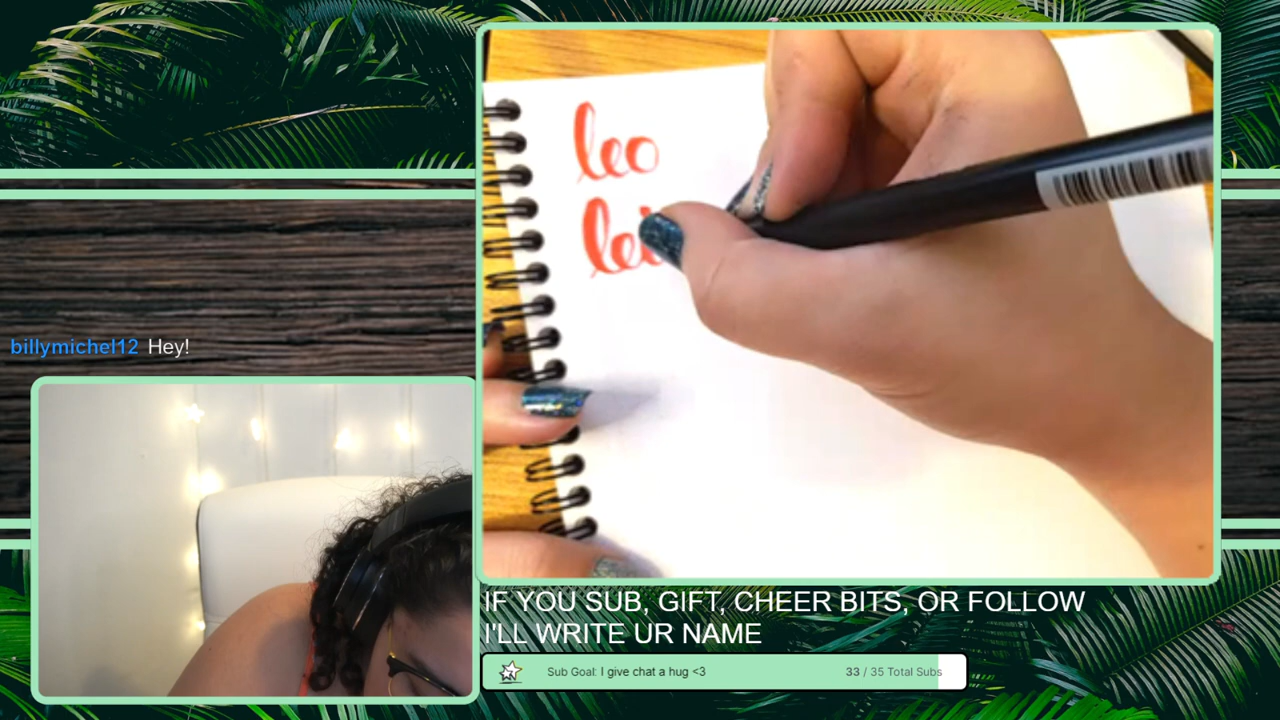 leo
billymichel12 Hey!
IF YOU SUB, GIFT, CHEER BITS, OR FOLLOW
I'LL WRITE UR NAME
Sub Goal: I give chat a hug <3
33 / 35 Total Subs